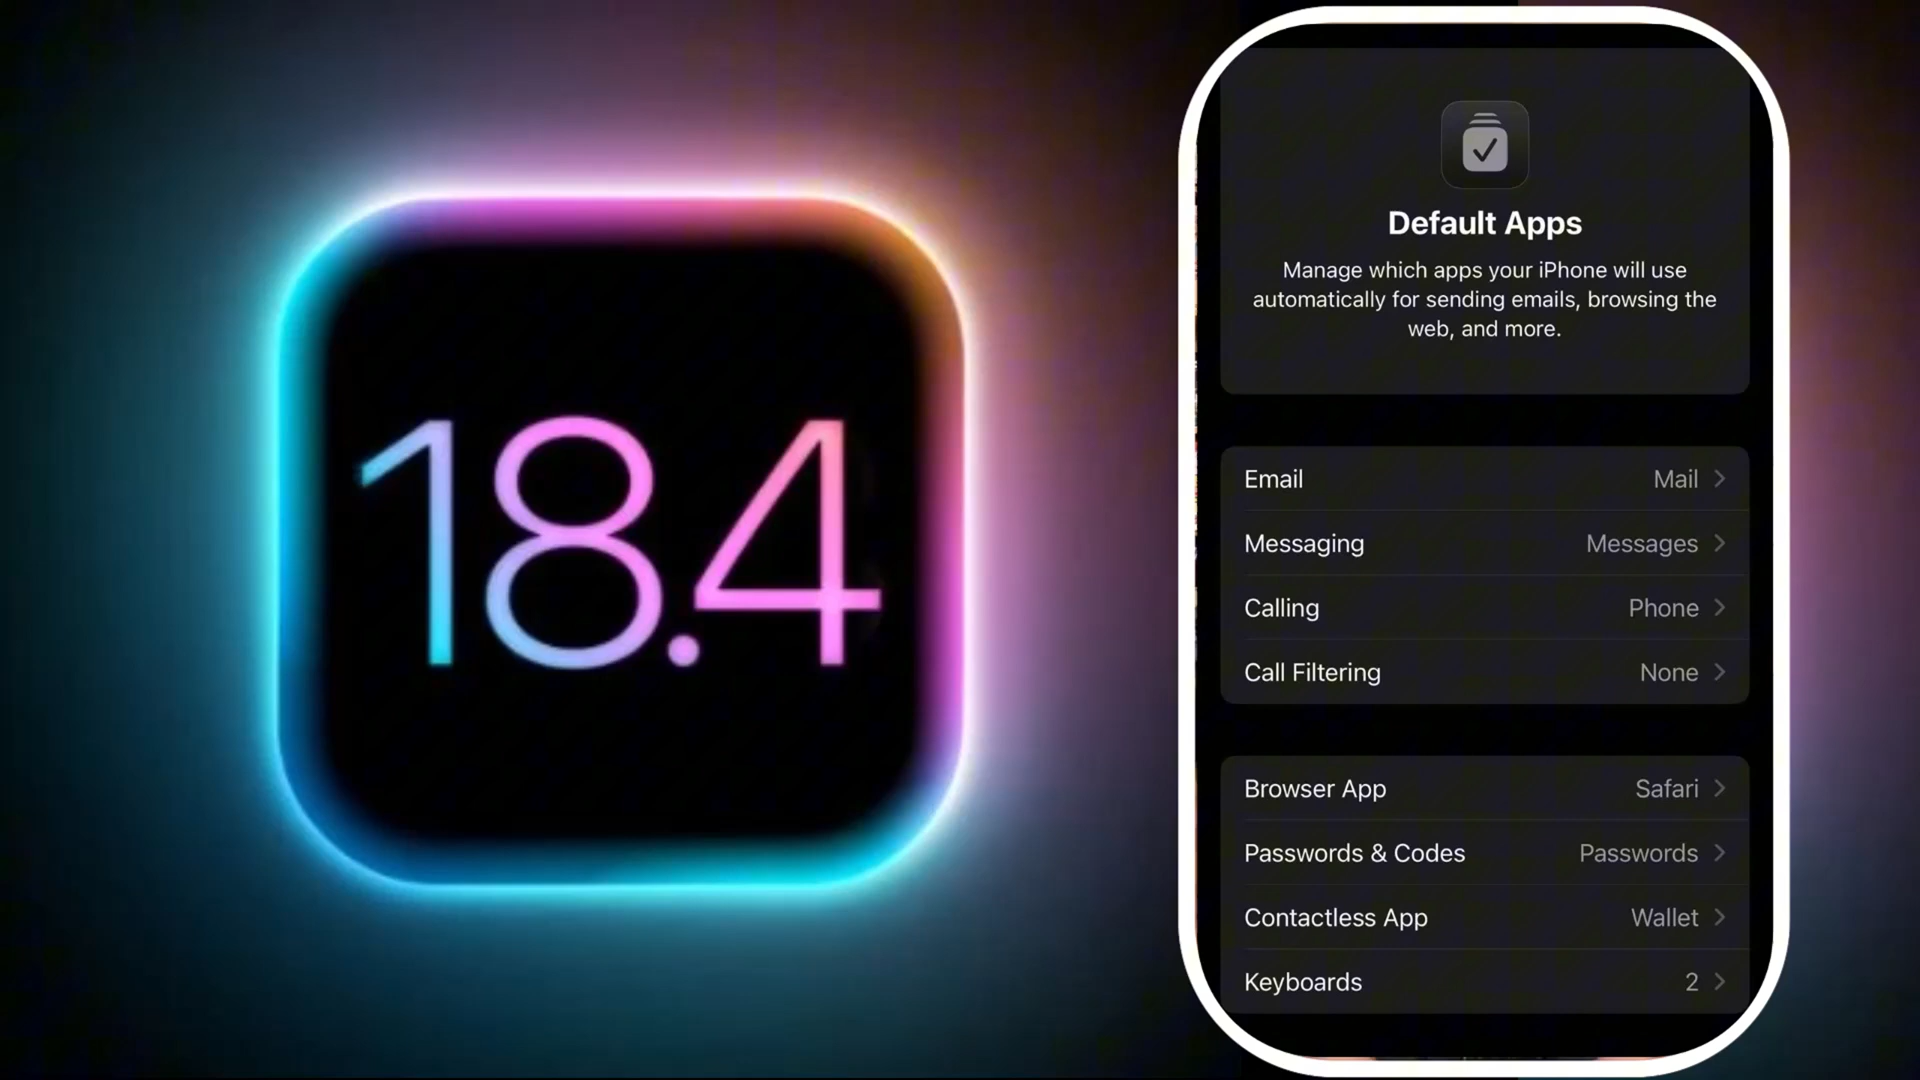 18.4
Default Apps
Manage which apps your iPhone will use
automatically for sending emails, browsing the
web, and more.
Email Mail
Messaging Messages
Calling Phone
Call Filtering None
Browser App Safari
Passwords & Codes Passwords
Contactless App Wallet
Keyboards 2